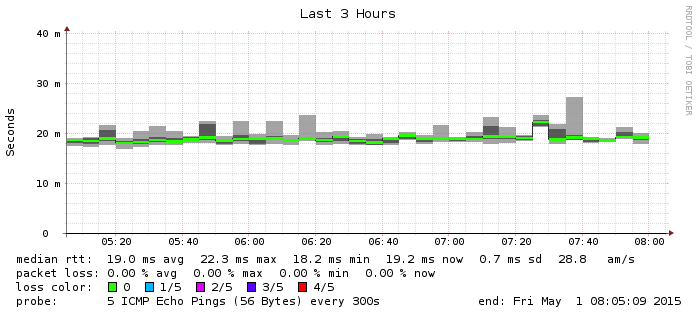 Last 3 Hours
RRDTOOL / TOBI OETIKER
Seconds
40 m
30 m
20 m
10 m
0
05:20 05:40 06:00 06:20 06:40 07:00 07:20 07:40 08:00
median rtt: 19.0 ms avg 22.3 ms max 18.2 ms min 19.2 ms now 0.7 ms sd 28.8 am/s
packet loss: 0.00 % avg 0.00 % max 0.00 % min 0.00 % now
loss color: 0 1/5 2/5 3/5 4/5
probe: 5 ICMP Echo Pings (56 Bytes) every 300s end: Fri May 1 08:05:09 2015